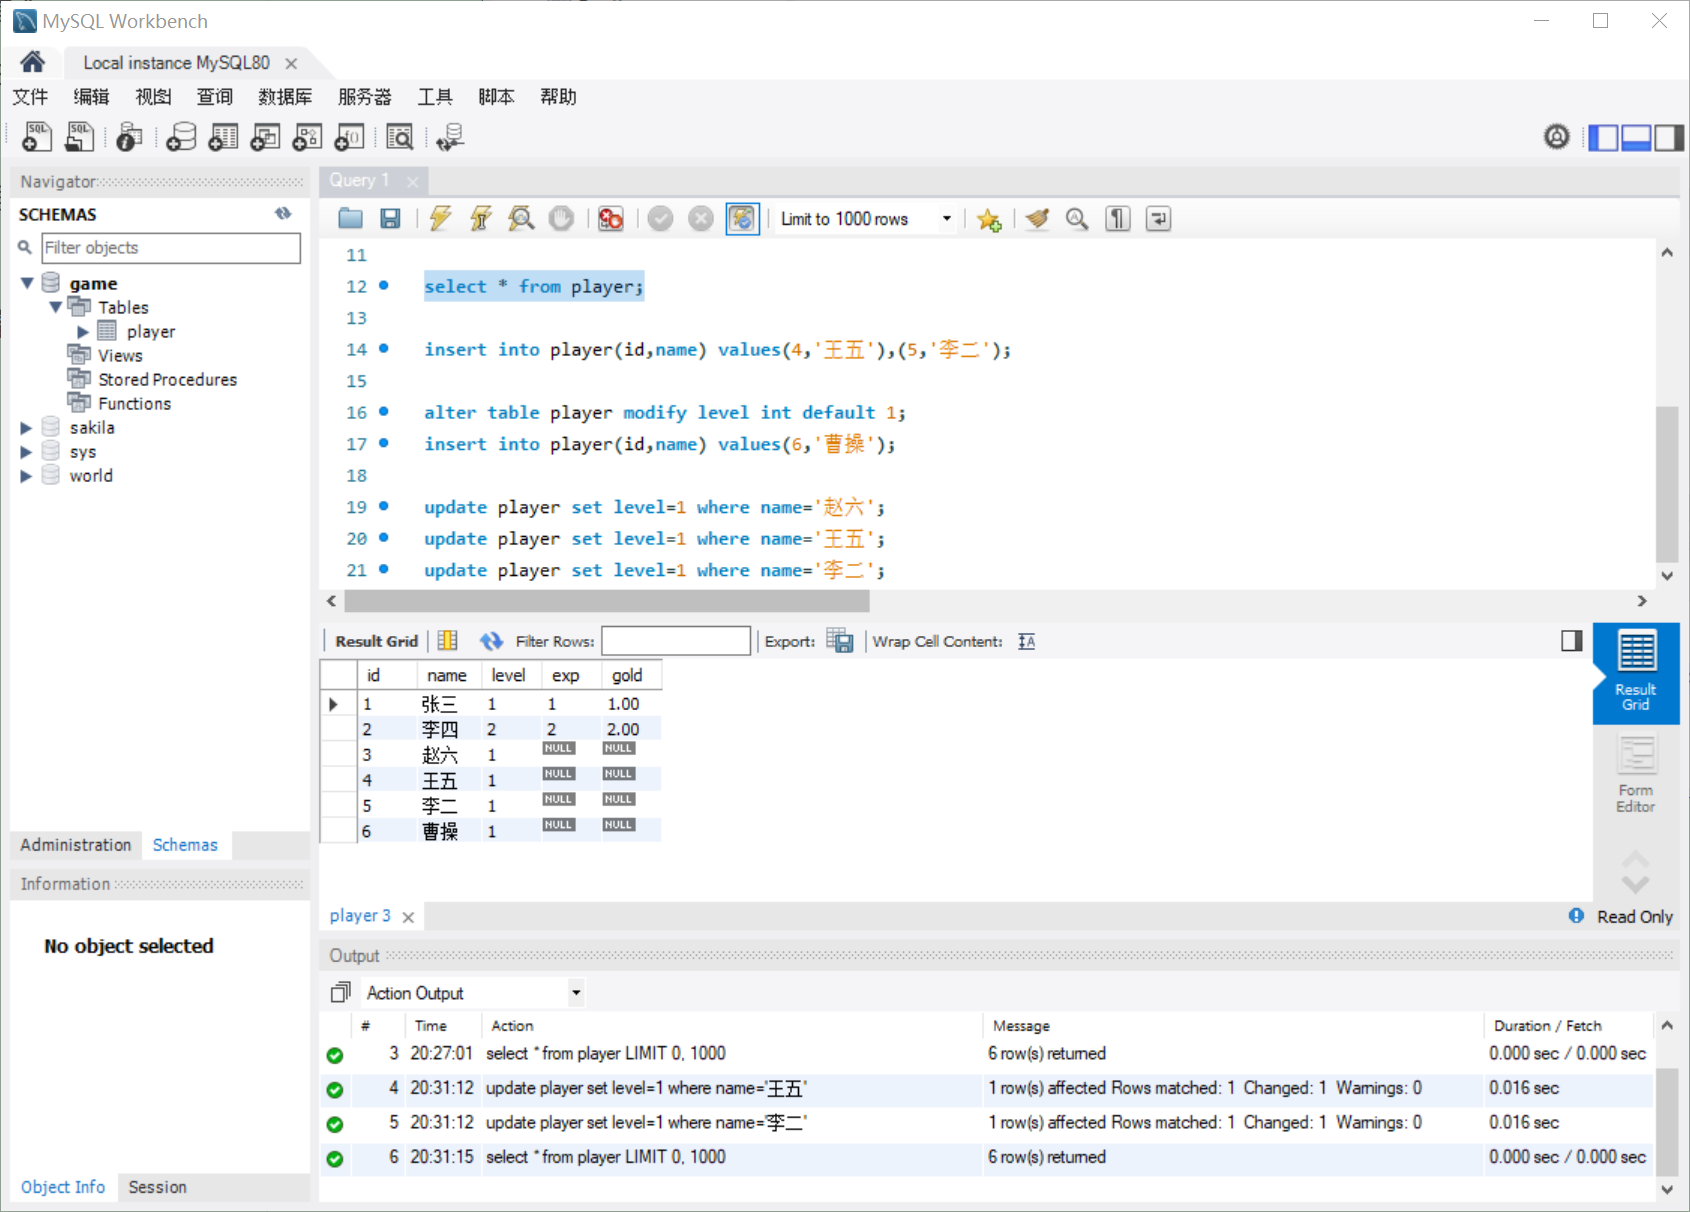 MySQL Workbench
Local instance MySQL80
文件 编辑 视图 查询 数据库 服务器 工具 脚本 帮助
Navigator
SCHEMAS
Filter objects
game
Tables
player
Views
Stored Procedures
Functions
sakila
sys
world
Administration Schemas
Information
No object selected
Object Info Session
Query 1
Limit to 1000 rows
11
12 select * from player;
13
14 insert into player(id,name) values(4,'王五'),(5,'李二');
15
16 alter table player modify level int default 1;
17 insert into player(id,name) values(6,'曹操');
18
19 update player set level=1 where name='赵六';
20 update player set level=1 where name='王五';
21 update player set level=1 where name='李二';
Result Grid Filter Rows: Export: Wrap Cell Content:
id name level exp gold
1 张三 1 1 1.00
2 李四 2 2 2.00
3 赵六 1 NULL NULL
4 王五 1 NULL NULL
5 李二 1 NULL NULL
6 曹操 1 NULL NULL
Result
Grid
Form
Editor
player 3
Read Only
Output
Action Output
# Time Action Message Duration / Fetch
3 20:27:01 select * from player LIMIT 0, 1000 6 row(s) returned 0.000 sec / 0.000 sec
4 20:31:12 update player set level=1 where name='王五' 1 row(s) affected Rows matched: 1 Changed: 1 Warnings: 0 0.016 sec
5 20:31:12 update player set level=1 where name='李二' 1 row(s) affected Rows matched: 1 Changed: 1 Warnings: 0 0.016 sec
6 20:31:15 select * from player LIMIT 0, 1000 6 row(s) returned 0.000 sec / 0.000 sec